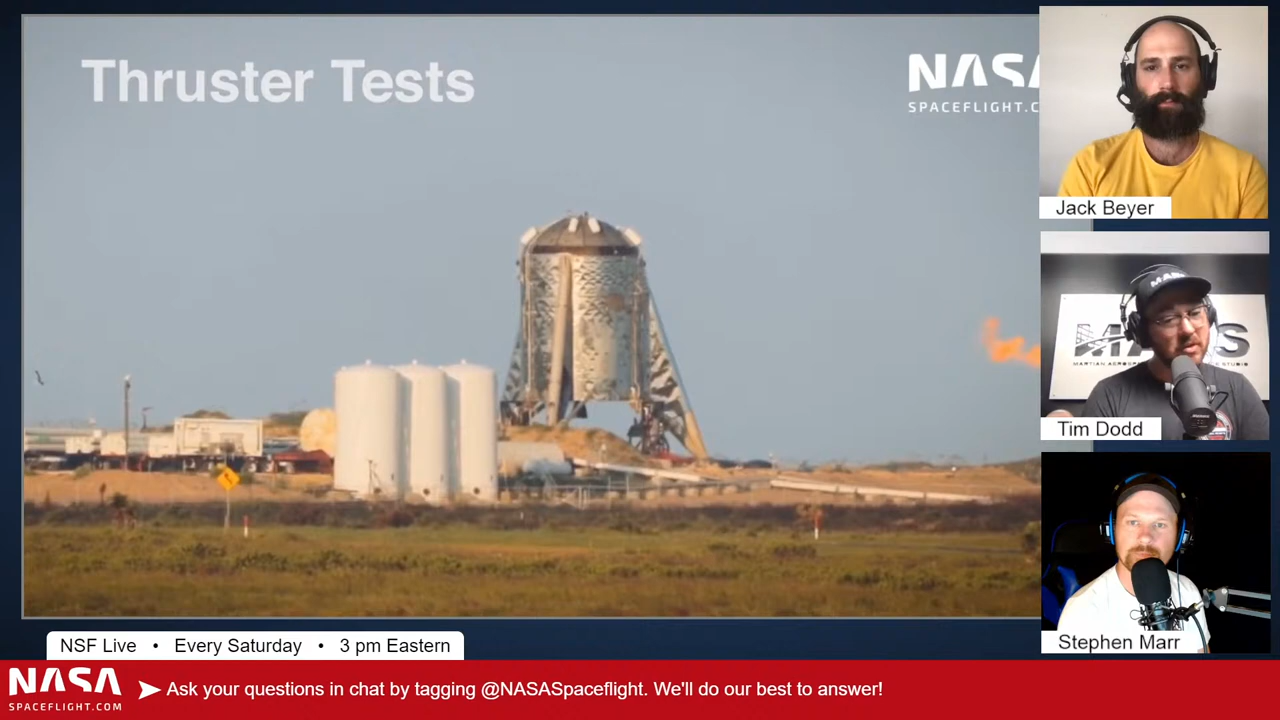 Thruster Tests
NASA
SPACEFLIGHT.C
Jack Beyer
Tim Dodd
Stephen Marr
NSF Live • Every Saturday • 3 pm Eastern
NASA
SPACEFLIGHT.COM
Ask your questions in chat by tagging @NASASpaceflight. We'll do our best to answer!